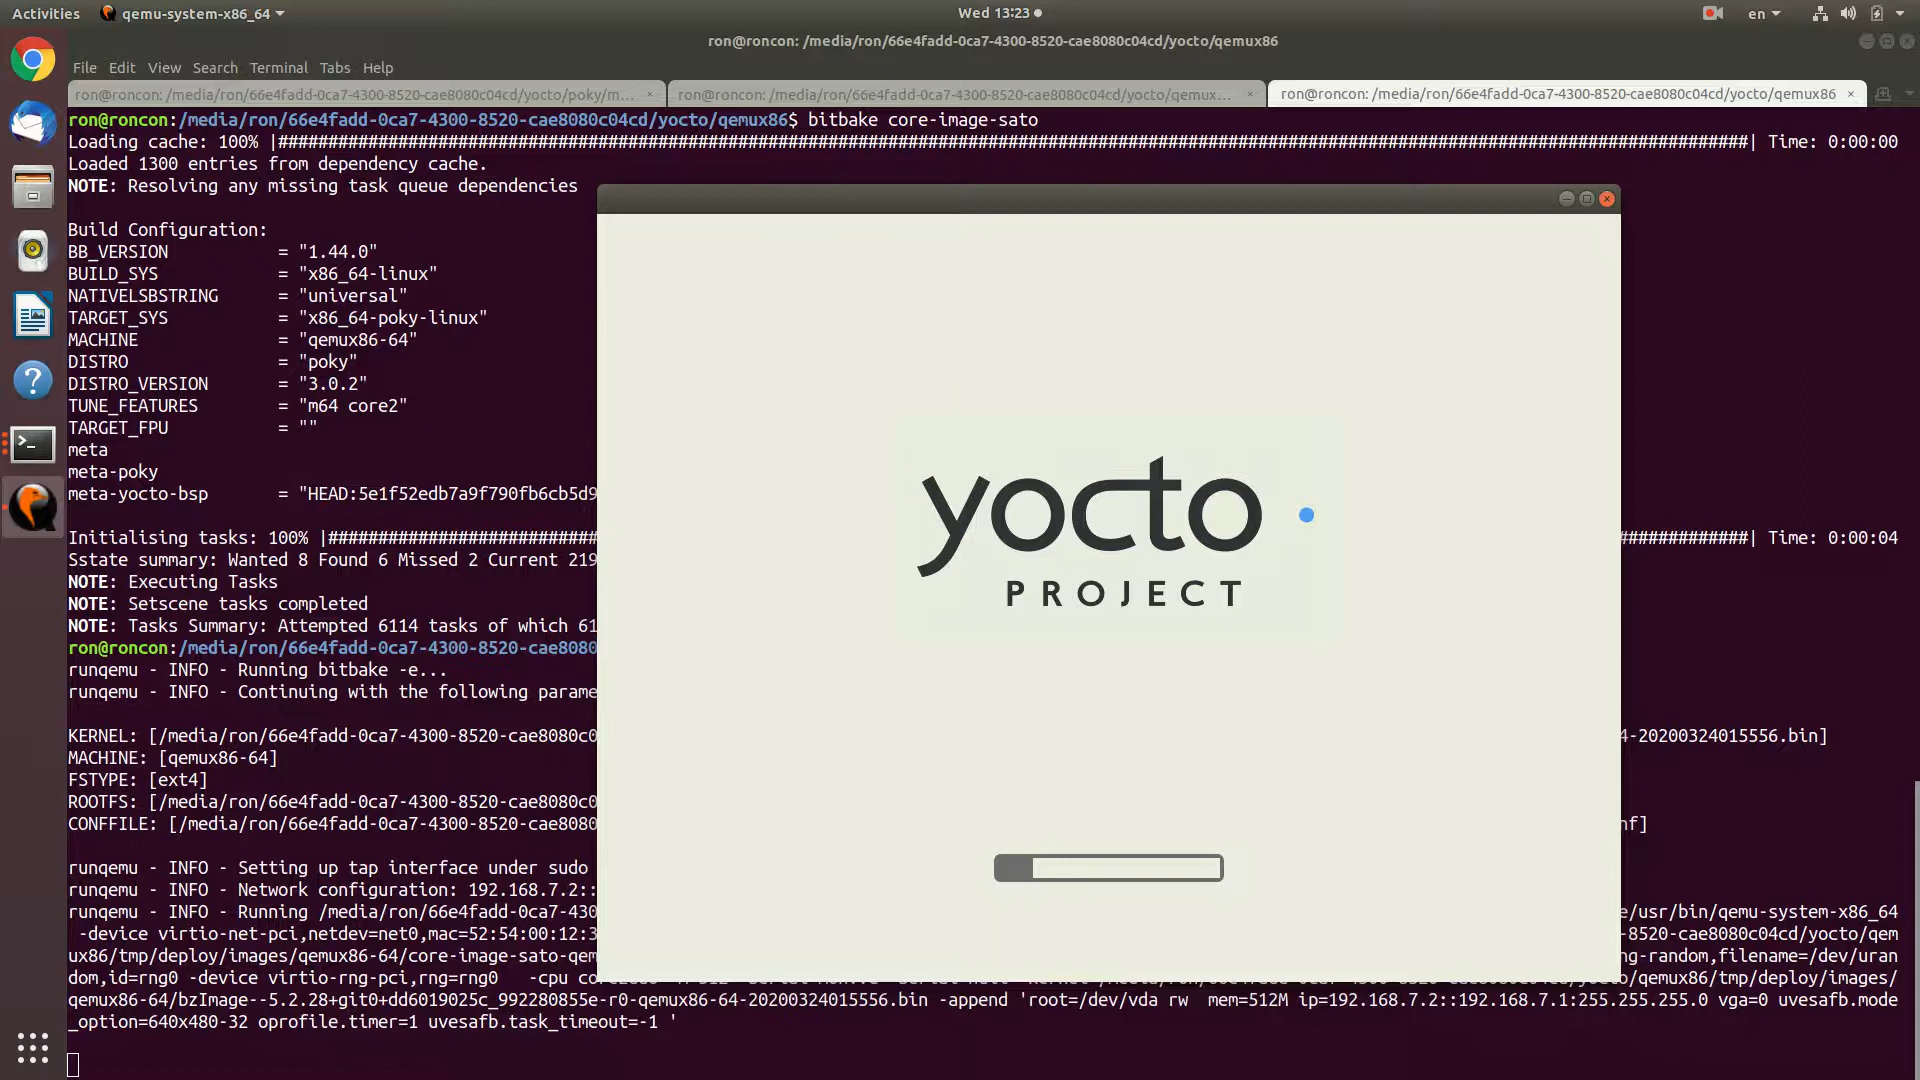 Activities qemu-system-x86_64 Wed 13:23 en
ron@roncon: /media/ron/66e4fadd-0ca7-4300-8520-cae8080c04cd/yocto/qemux86
File Edit View Search Terminal Tabs Help
ron@roncon: /media/ron/66e4fadd-0ca7-4300-8520-cae8080c04cd/yocto/poky/m... × ron@roncon: /media/ron/66e4fadd-0ca7-4300-8520-cae8080c04cd/yocto/qemux... × ron@roncon: /media/ron/66e4fadd-0ca7-4300-8520-cae8080c04cd/yocto/qemux86 ×
ron@roncon:/media/ron/66e4fadd-0ca7-4300-8520-cae8080c04cd/yocto/qemux86$ bitbake core-image-sato
Loading cache: 100% |###################################################################################################################################################| Time: 0:00:00
Loaded 1300 entries from dependency cache.
NOTE: Resolving any missing task queue dependencies
Build Configuration:
BB_VERSION           = "1.44.0"
BUILD_SYS            = "x86_64-linux"
NATIVELSBSTRING      = "universal"
TARGET_SYS           = "x86_64-poky-linux"
MACHINE              = "qemux86-64"
DISTRO               = "poky"
DISTRO_VERSION       = "3.0.2"
TUNE_FEATURES        = "m64 core2"
TARGET_FPU           = ""
meta
meta-poky
meta-yocto-bsp       = "HEAD:5e1f52edb7a9f790fb6cb5d9
Initialising tasks: 100% |########################### #############| Time: 0:00:04
Sstate summary: Wanted 8 Found 6 Missed 2 Current 219
NOTE: Executing Tasks
NOTE: Setscene tasks completed
NOTE: Tasks Summary: Attempted 6114 tasks of which 61
ron@roncon:/media/ron/66e4fadd-0ca7-4300-8520-cae8080
runqemu - INFO - Running bitbake -e...
runqemu - INFO - Continuing with the following parame
KERNEL: [/media/ron/66e4fadd-0ca7-4300-8520-cae8080c0 4-20200324015556.bin]
MACHINE: [qemux86-64]
FSTYPE: [ext4]
ROOTFS: [/media/ron/66e4fadd-0ca7-4300-8520-cae8080c0
CONFFILE: [/media/ron/66e4fadd-0ca7-4300-8520-cae8080 nf]
runqemu - INFO - Setting up tap interface under sudo
runqemu - INFO - Network configuration: 192.168.7.2::
runqemu - INFO - Running /media/ron/66e4fadd-0ca7-430 e/usr/bin/qemu-system-x86_64
-device virtio-net-pci,netdev=net0,mac=52:54:00:12:3 -8520-cae8080c04cd/yocto/qem
ux86/tmp/deploy/images/qemux86-64/core-image-sato-qem ng-random,filename=/dev/uran
dom,id=rng0 -device virtio-rng-pci,rng=rng0   -cpu co o/qemux86/tmp/deploy/images/
qemux86-64/bzImage--5.2.28+git0+dd6019025c_992280855e-r0-qemux86-64-20200324015556.bin -append 'root=/dev/vda rw  mem=512M ip=192.168.7.2::192.168.7.1:255.255.255.0 vga=0 uvesafb.mode
_option=640x480-32 oprofile.timer=1 uvesafb.task_timeout=-1 '
yocto
PROJECT